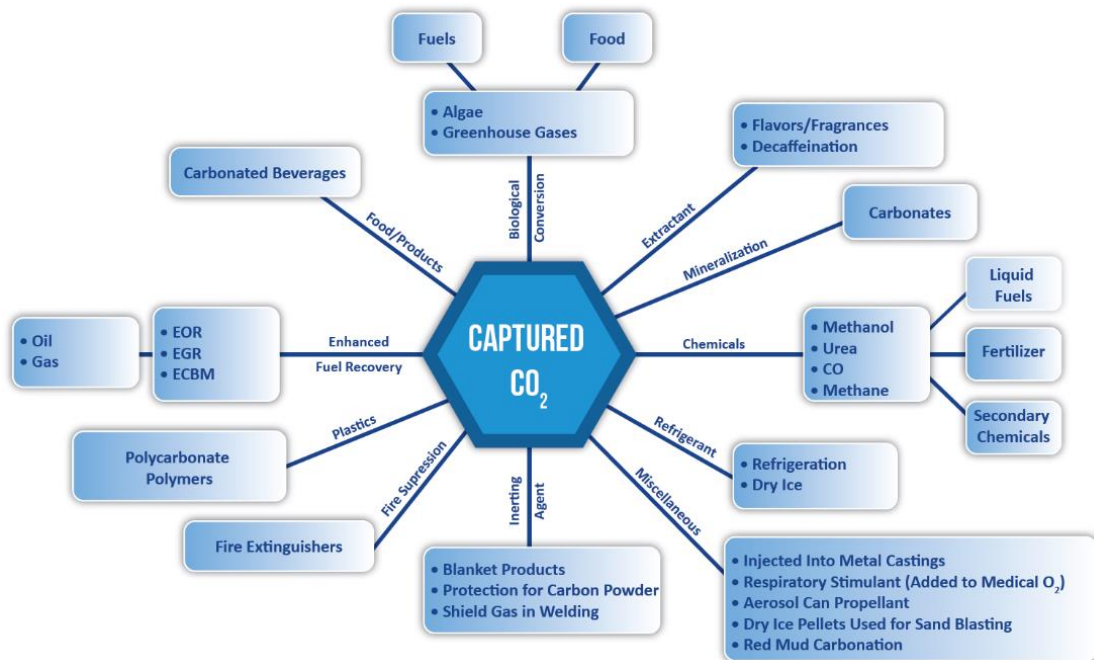 Fuels
Food
• Algae
• Greenhouse Gases
• Flavors/Fragrances
• Decaffeination
Carbonated Beverages
Carbonates
Biological
Conversion
Food/Products
Extractant
Mineralization
Liquid
Fuels
• Oil
• Gas
• EOR
• EGR
• ECBM
Enhanced
Fuel Recovery
CAPTURED
CO₂
Chemicals
• Methanol
• Urea
• CO
• Methane
Fertilizer
Secondary
Chemicals
Plastics
Polycarbonate
Polymers
Fire Supression
Fire Extinguishers
Inerting
Agent
• Blanket Products
• Protection for Carbon Powder
• Shield Gas in Welding
Refrigerant
• Refrigeration
• Dry Ice
Miscellaneous
• Injected Into Metal Castings
• Respiratory Stimulant (Added to Medical O₂)
• Aerosol Can Propellant
• Dry Ice Pellets Used for Sand Blasting
• Red Mud Carbonation